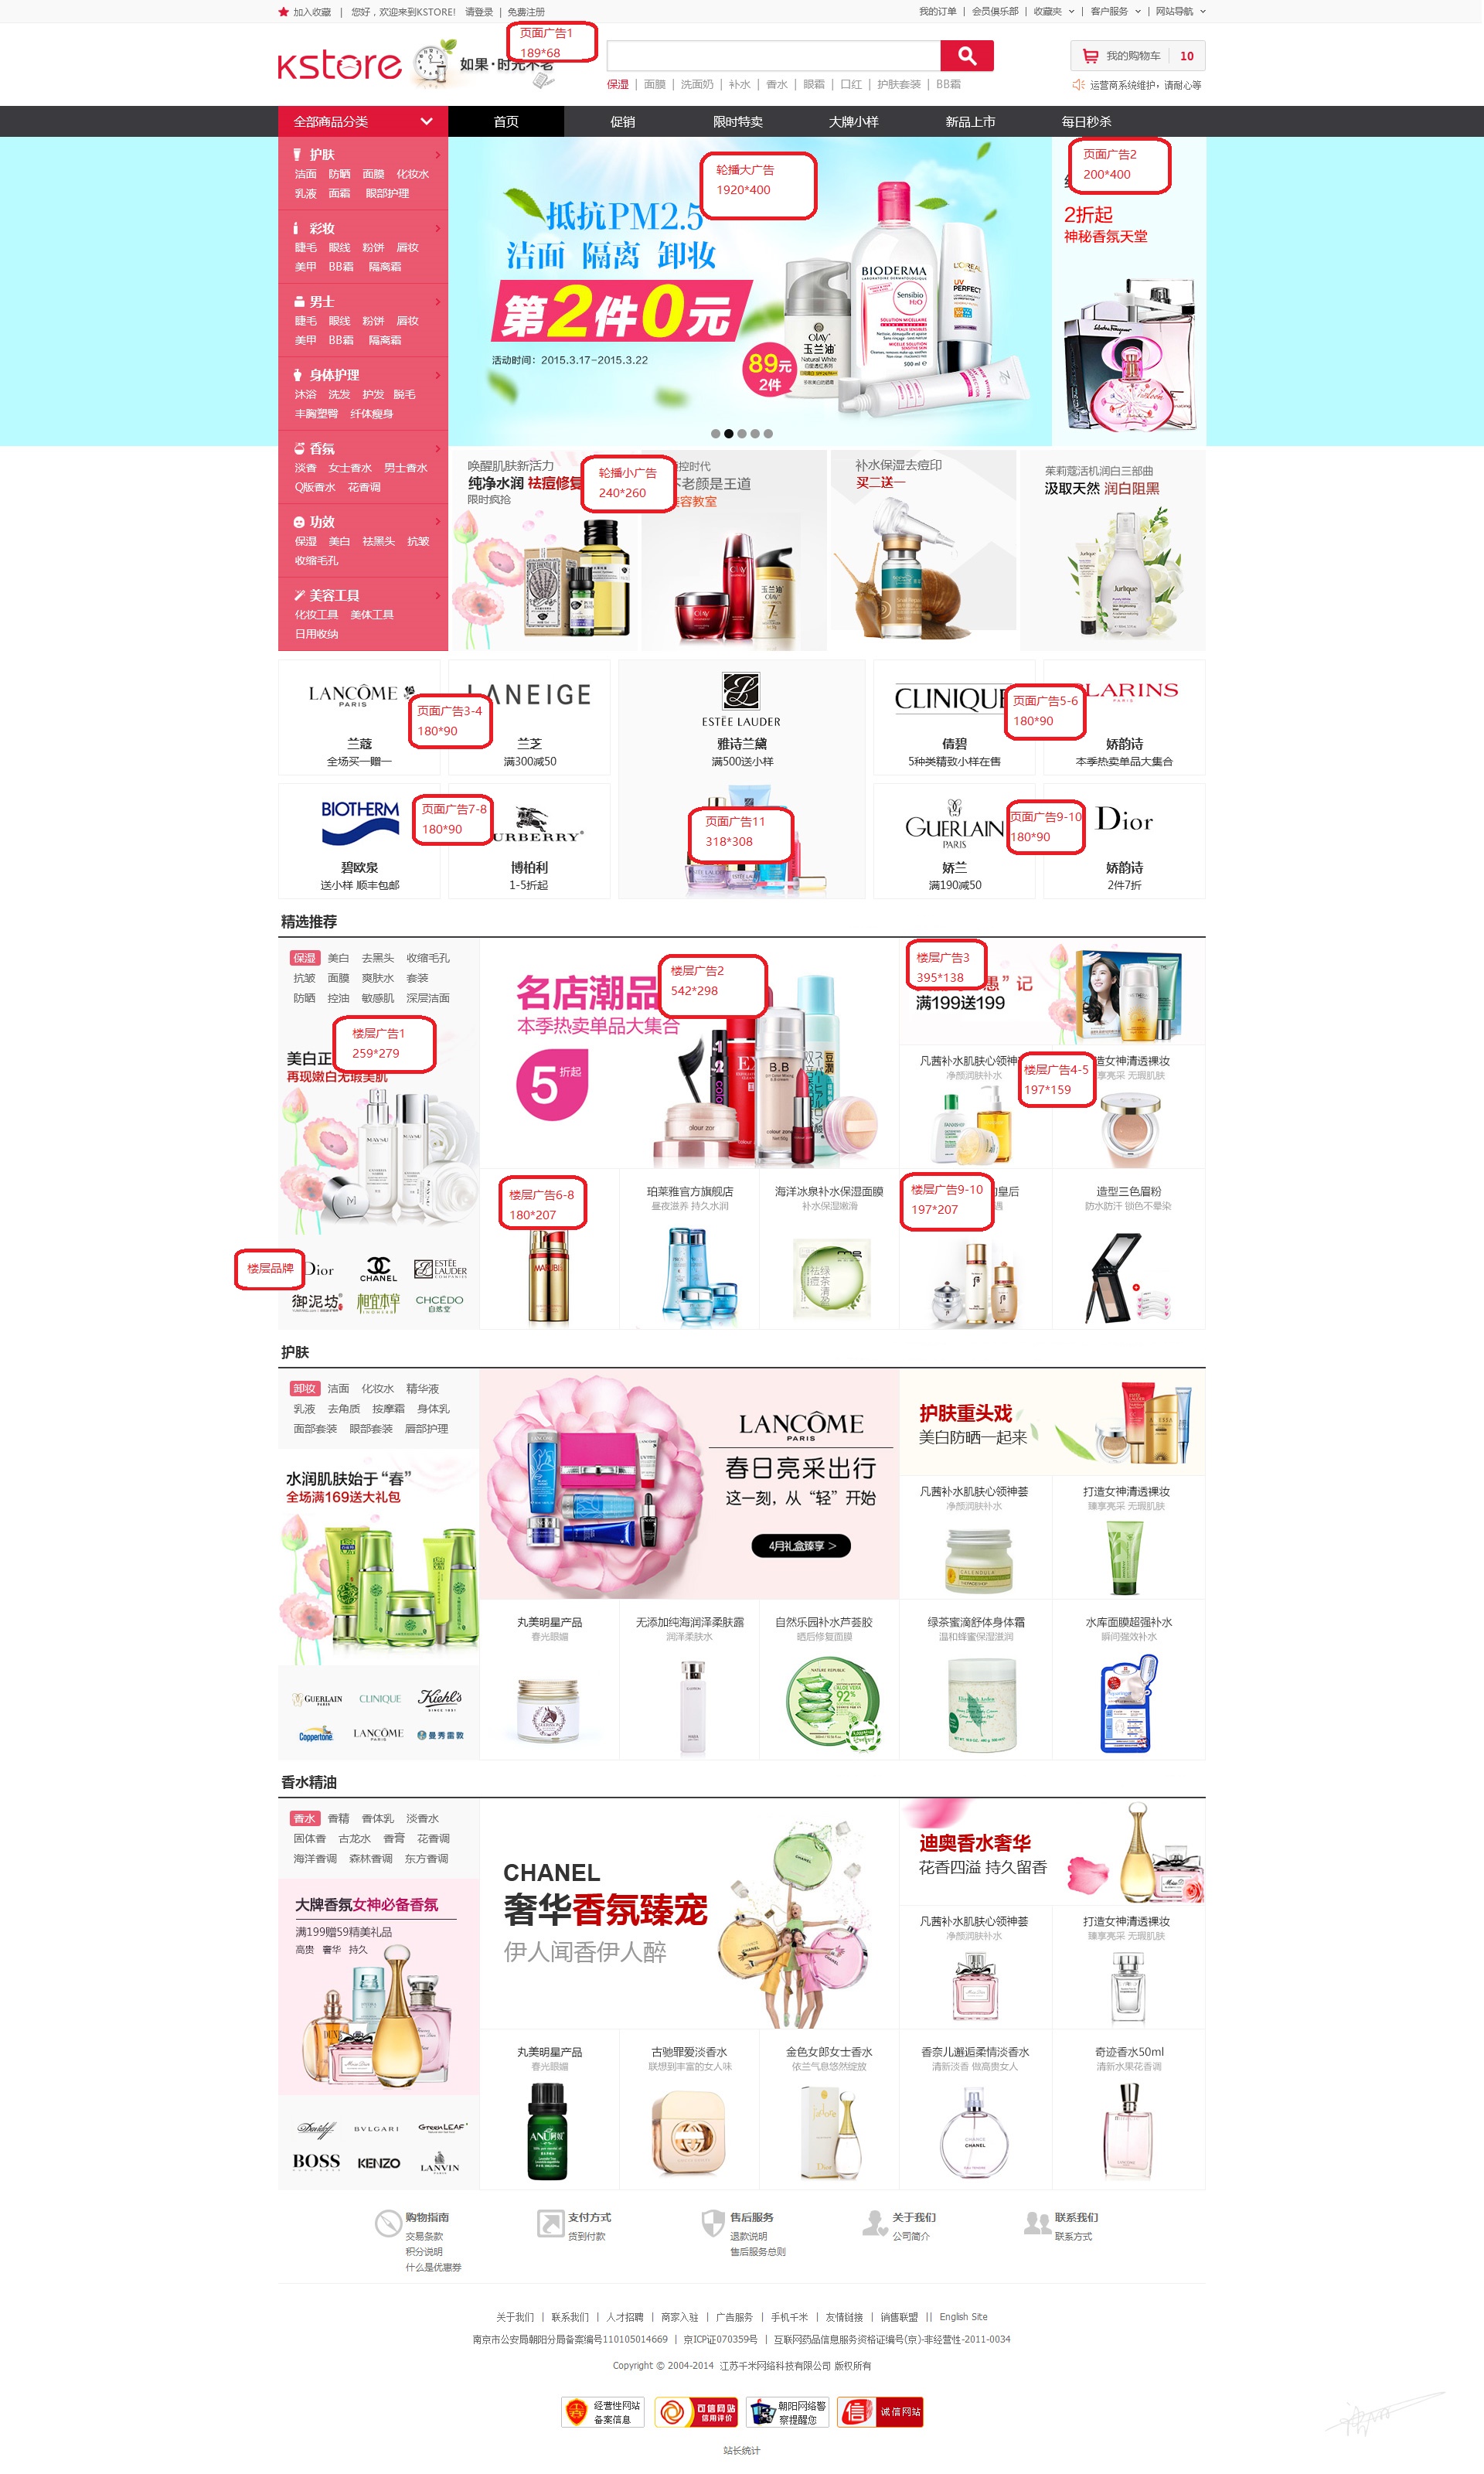 加入收藏 | 您好，欢迎来到KSTORE! 请登录 | 免费注册
我的订单 | 会员俱乐部 | 收藏夹 | 客户服务 | 网站导航
kstore
如果·时光不老
页面广告1
189*68
我的购物车 10
保湿 | 面膜 | 洗面奶 | 补水 | 香水 | 眼霜 | 口红 | 护肤套装 | BB霜
运营商系统维护，请耐心等
全部商品分类 首页 促销 限时特卖 大牌小样 新品上市 每日秒杀
护肤
洁面 防晒 面膜 化妆水
乳液 面霜 眼部护理
彩妆
睫毛 眼线 粉饼 唇妆
美甲 BB霜 隔离霜
男士
睫毛 眼线 粉饼 唇妆
美甲 BB霜 隔离霜
身体护理
沐浴 洗发 护发 脱毛
丰胸塑臀 纤体瘦身
香氛
淡香 女士香水 男士香水
Q版香水 花香调
功效
保湿 美白 祛黑头 抗皱
收缩毛孔
美容工具
化妆工具 美体工具
日用收纳
轮播大广告
1920*400
抵抗PM2.5
洁面 隔离 卸妆
第2件0元
活动时间：2015.3.17-2015.3.22
89元
2件
OLAY
玉兰油
Natural White
BIODERMA
Sensibio
H2O
500 ml
L'OREAL
UV
PERFECT
页面广告2
200*400
2折起
神秘香氛天堂
唤醒肌肤新活力
纯净水润 祛痘修复
限时疯抢
轮播小广告
240*260
控时代
不老颜是王道
美容教室
OLAY
玉兰油
OLAY
补水保湿去痘印
买二送一
茱莉蔻活机润白三部曲
汲取天然 润白阻黑
Jurlique
LANCÔME
PARIS
兰蔻
全场买一赠一
页面广告3-4
180*90
LANEIGE
兰芝
满300减50
ESTĒE LAUDER
雅诗兰黛
满500送小样
页面广告11
318*308
CLINIQUE
倩碧
5种类精致小样在售
页面广告5-6
180*90
CLARINS
PARIS
娇韵诗
本季热卖单品大集合
BIOTHERM
碧欧泉
送小样 顺丰包邮
页面广告7-8
180*90
BURBERRY
博柏利
1-5折起
GUERLAIN
PARIS
娇兰
满190减50
页面广告9-10
180*90
Dior
娇韵诗
2件7折
精选推荐
保湿 美白 去黑头 收缩毛孔
抗皱 面膜 爽肤水 套装
防晒 控油 敏感肌 深层洁面
楼层广告1
259*279
美白正
再现嫩白无瑕美肌
楼层品牌
Dior CHANEL ESTĒE LAUDER
御泥坊 相宜本草 CHCEDO
自然堂
楼层广告2
542*298
名店潮品
本季热卖单品大集合
5折起
B.B
楼层广告3
395*138
惠”记
满199送199
凡茜补水肌肤心领神荟
净颜润肤补水
楼层广告4-5
197*159
造女神清透裸妆
享亮采 无瑕肌肤
楼层广告6-8
180*207
珀莱雅官方旗舰店
昼夜滋养 持久水润
海洋冰泉补水保湿面膜
补水保湿嫩滑
楼层广告9-10
197*207
皇后
造型三色眉粉
防水防汗 锁色不晕染
护肤
卸妆 洁面 化妆水 精华液
乳液 去角质 按摩霜 身体乳
面部套装 眼部套装 唇部护理
水润肌肤始于“春”
全场满169送大礼包
GUERLAIN CLINIQUE Kiehl's
Coppertone LANCÔME 曼秀雷敦
LANCÔME
PARIS
春日亮采出行
这一刻，从“轻”开始
4月礼盒臻享 >
护肤重头戏
美白防晒一起来
凡茜补水肌肤心领神荟
净颜润肤补水
打造女神清透裸妆
臻享亮采 无瑕肌肤
丸美明星产品
春光眼媚
无添加纯海润泽柔肤露
润泽柔肤水
自然乐园补水芦荟胶
晒后修复面膜
NATURE REPUBLIC
ALOE VERA
92%
绿茶蜜滴舒体身体霜
温和蜂蜜保湿滋润
水库面膜超强补水
瞬间强效补水
香水精油
香水 香精 香体乳 淡香水
固体香 古龙水 香膏 花香调
海洋香调 森林香调 东方香调
大牌香氛女神必备香氛
满199赠59精美礼品
高贵 奢华 持久
Davidoff BVLGARI GREENLEAF
BOSS KENZO LANVIN
CHANEL
奢华香氛臻宠
伊人闻香伊人醉
迪奥香水奢华
花香四溢 持久留香
凡茜补水肌肤心领神荟
净颜润肤补水
打造女神清透裸妆
臻享亮采 无瑕肌肤
丸美明星产品
春光眼媚
古驰罪爱淡香水
联想到丰富的女人味
金色女郎女士香水
依兰气息悠然绽放
香奈儿邂逅柔情淡香水
清新淡香 做高贵女人
CHANCE
CHANEL
奇迹香水50ml
清新水果花香调
购物指南
交易条款
积分说明
什么是优惠券
支付方式
货到付款
售后服务
退款说明
售后服务总则
关于我们
公司简介
联系我们
联系方式
关于我们 | 联系我们 | 人才招聘 | 商家入驻 | 广告服务 | 手机千米 | 友情链接 | 销售联盟 || English Site
南京市公安局朝阳分局备案编号110105014669 | 京ICP证070359号 | 互联网药品信息服务资格证编号(京)-非经营性-2011-0034
Copyright © 2004-2014 江苏千米网络科技有限公司 版权所有
经营性网站
备案信息
可信网站
信用评价
朝阳网络警
察提醒您
诚信网站
站长统计